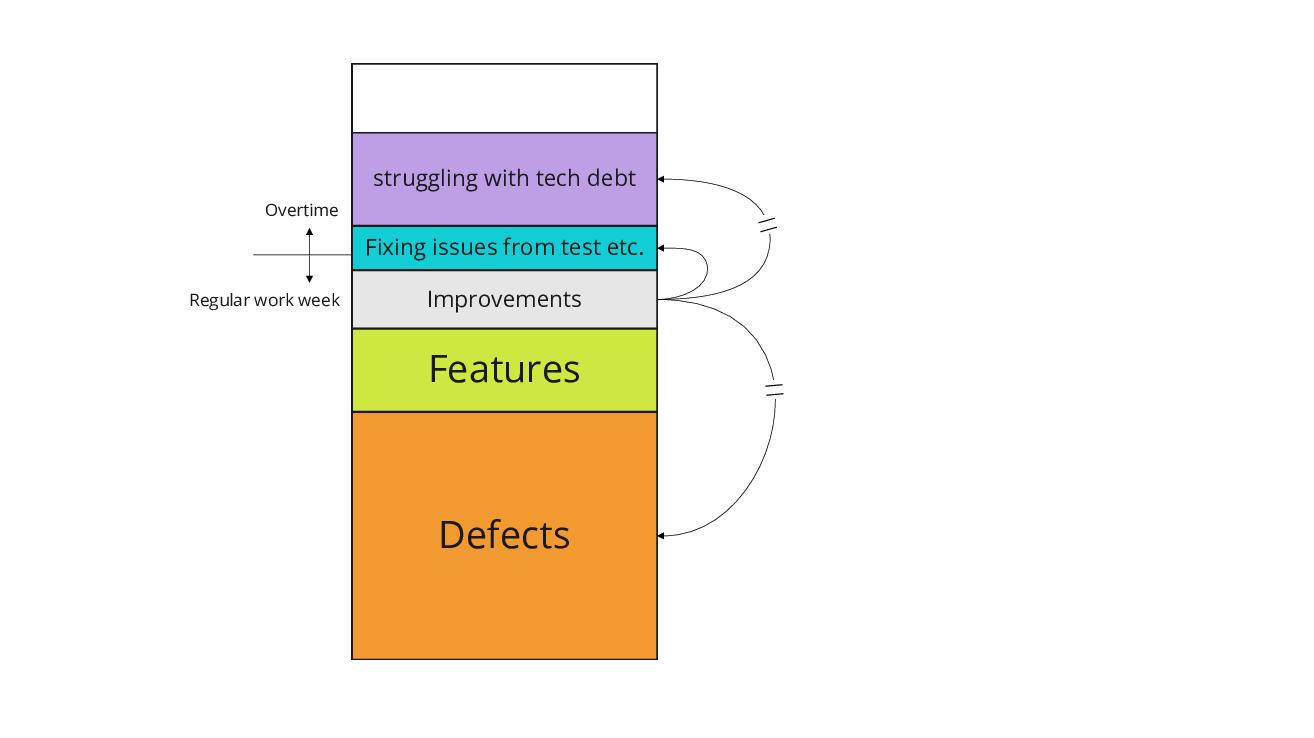 struggling with tech debt
Overtime
Fixing issues from test etc.
Regular work week
Improvements
Features
Defects